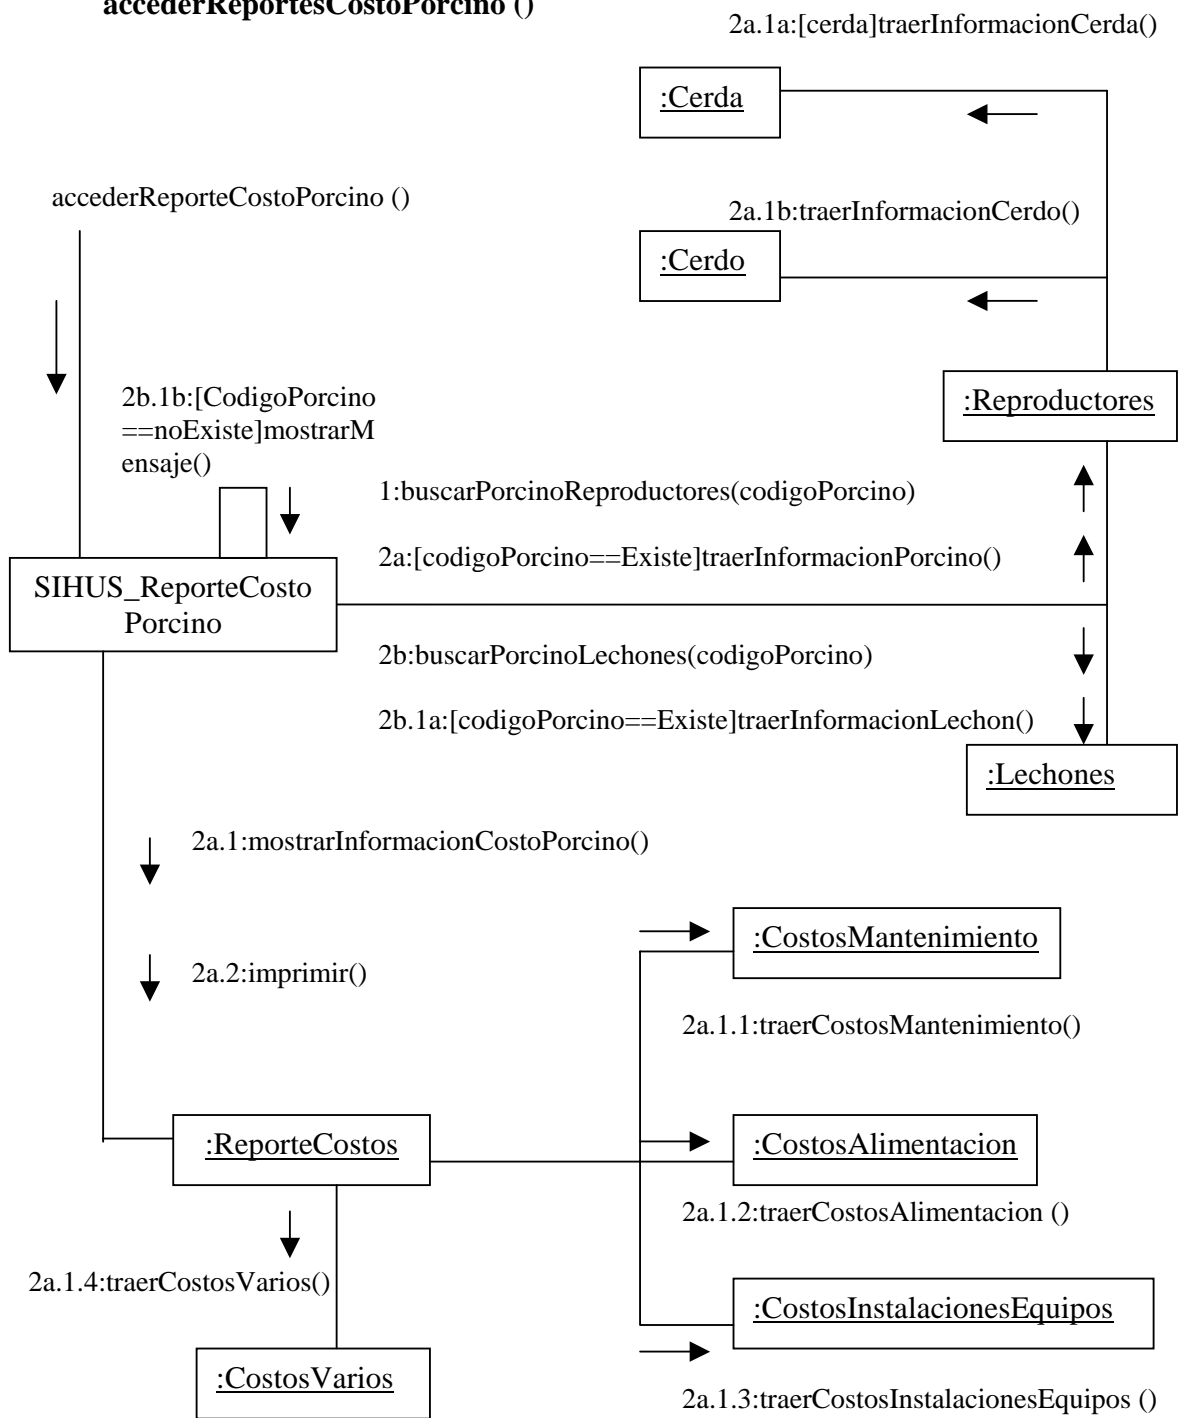 accederReportesCostoPorcino ()
2a.1a:[cerda]traerInformacionCerda()
:Cerda
accederReporteCostoPorcino ()
2a.1b:traerInformacionCerdo()
:Cerdo
:Reproductores
2b.1b:[CodigoPorcino
==noExiste]mostrarM
ensaje()
1:buscarPorcinoReproductores(codigoPorcino)
2a:[codigoPorcino==Existe]traerInformacionPorcino()
SIHUS_ReporteCosto
Porcino
2b:buscarPorcinoLechones(codigoPorcino)
2b.1a:[codigoPorcino==Existe]traerInformacionLechon()
:Lechones
2a.1:mostrarInformacionCostoPorcino()
:CostosMantenimiento
2a.2:imprimir()
2a.1.1:traerCostosMantenimiento()
:ReporteCostos
:CostosAlimentacion
2a.1.2:traerCostosAlimentacion ()
2a.1.4:traerCostosVarios()
:CostosInstalacionesEquipos
:CostosVarios
2a.1.3:traerCostosInstalacionesEquipos ()